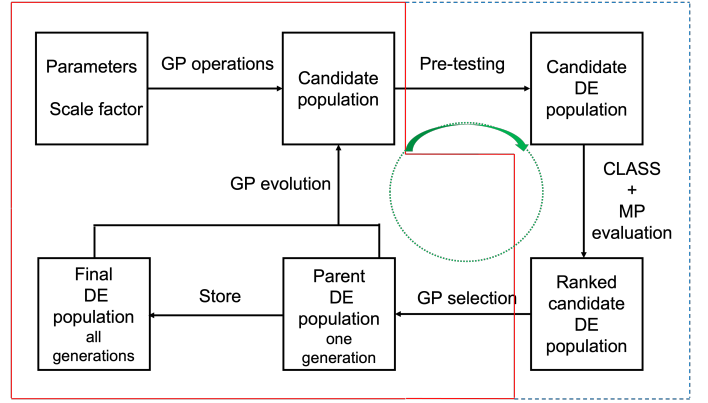 Parameters
Scale factor
GP operations
Candidate
population
Pre-testing
Candidate
DE
population
CLASS
+
MP
evaluation
GP evolution
Final
DE
population
all
generations
Store
Parent
DE
population
one
generation
GP selection
Ranked
candidate
DE
population